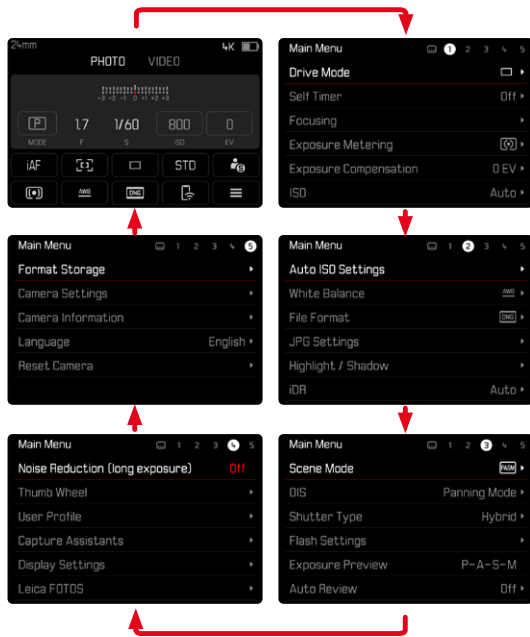 24mm 4K
PHOTO VIDEO
-3 -2 -1 0 +1 +2 +3
P 1.7 1/60 800 0
MODE F S ISO EV
iAF STD
AWB DNG
Main Menu 1 2 3 4 5
Drive Mode
Self Timer Off
Focusing
Exposure Metering
Exposure Compensation 0 EV
ISO Auto
Main Menu 1 2 3 4 5
Auto ISO Settings
White Balance AWB
File Format DNG
JPG Settings
Highlight / Shadow
iDR Auto
Main Menu 1 2 3 4 5
Scene Mode PASM
OIS Panning Mode
Shutter Type Hybrid
Flash Settings
Exposure Preview P-A-S-M
Auto Review Off
Main Menu 1 2 3 4 5
Noise Reduction (long exposure) Off
Thumb Wheel
User Profile
Capture Assistants
Display Settings
Leica FOTOS
Main Menu 1 2 3 4 5
Format Storage
Camera Settings
Camera Information
Language English
Reset Camera